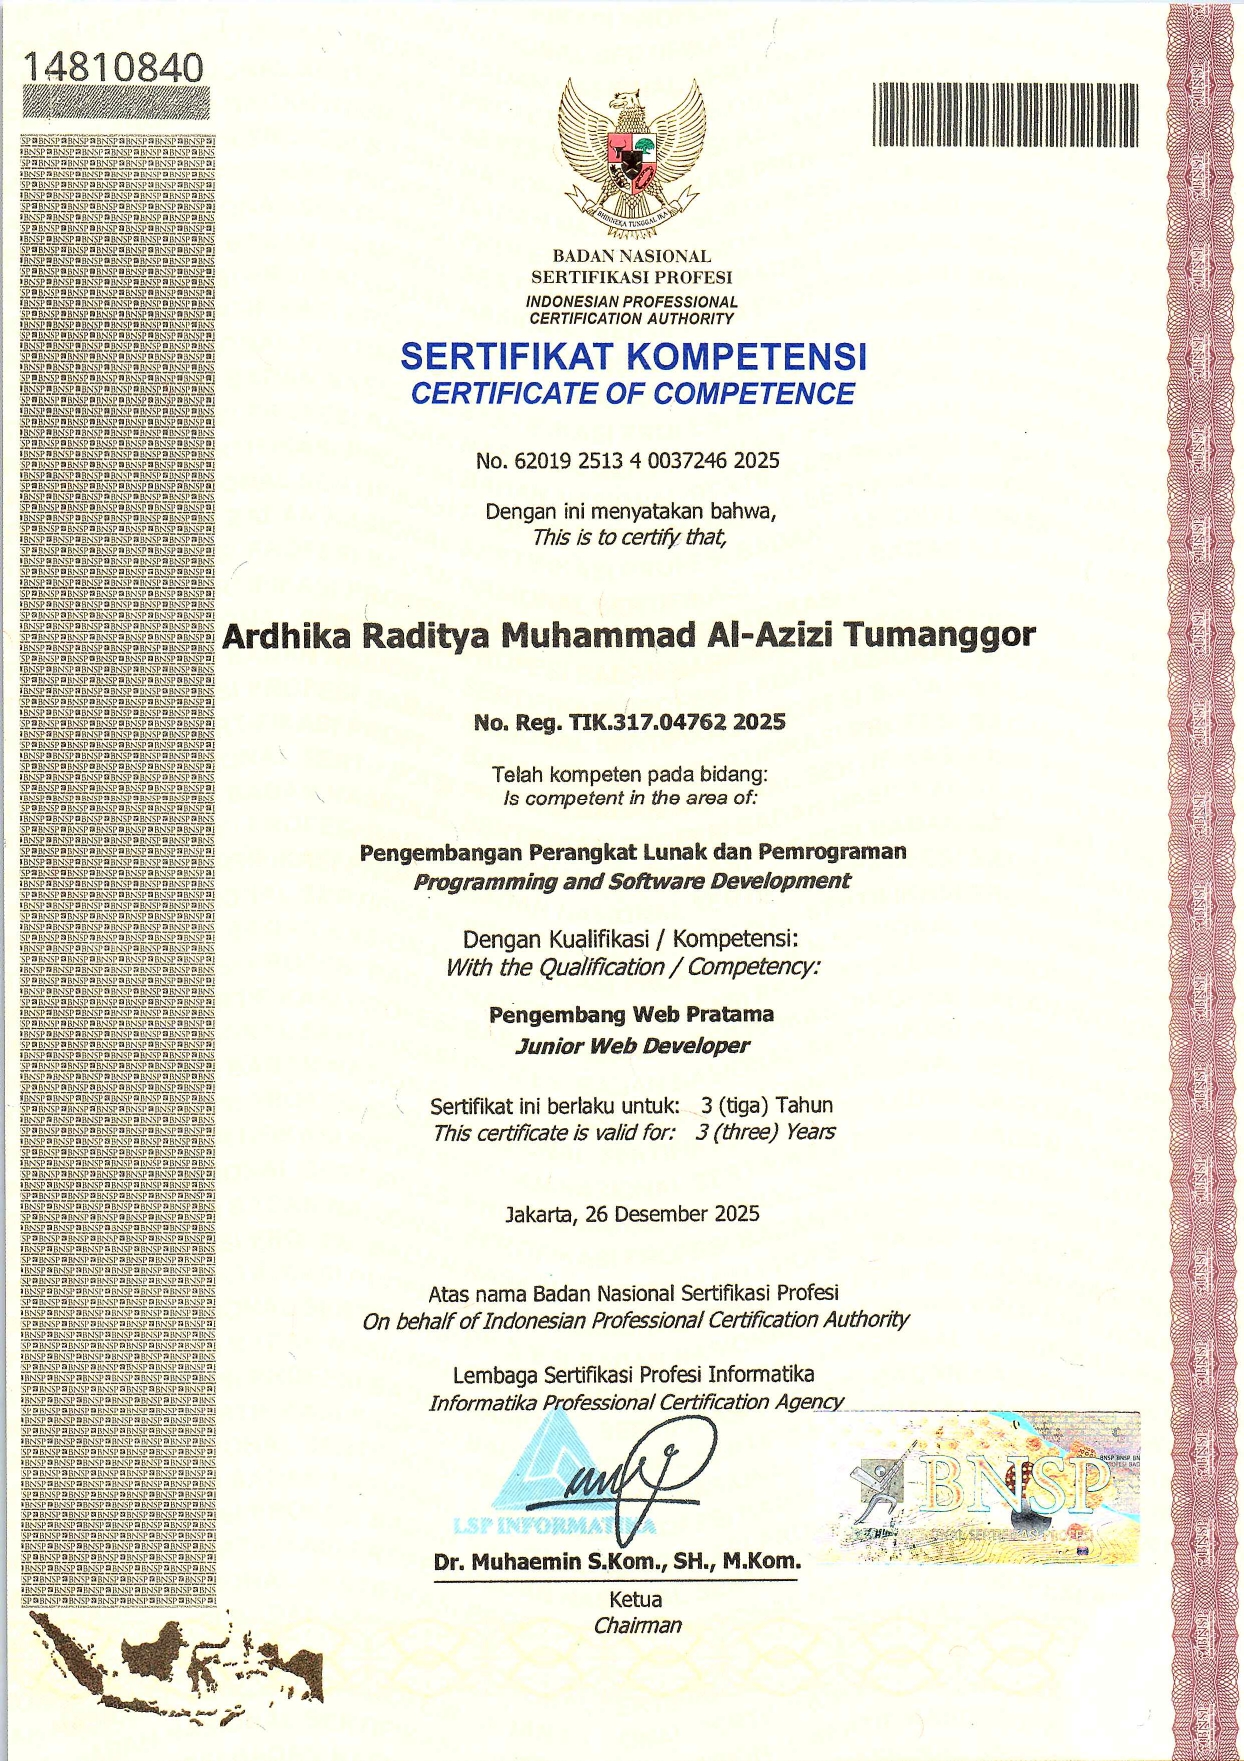 14810840
BHINNEKA TUNGGAL IKA
BADAN NASIONAL
SERTIFIKASI PROFESI
INDONESIAN PROFESSIONAL
CERTIFICATION AUTHORITY
SERTIFIKAT KOMPETENSI
CERTIFICATE OF COMPETENCE
No. 62019 2513 4 0037246 2025
Dengan ini menyatakan bahwa,
This is to certify that,
Ardhika Raditya Muhammad Al-Azizi Tumanggor
No. Reg. TIK.317.04762 2025
Telah kompeten pada bidang:
Is competent in the area of:
Pengembangan Perangkat Lunak dan Pemrograman
Programming and Software Development
Dengan Kualifikasi / Kompetensi:
With the Qualification / Competency:
Pengembang Web Pratama
Junior Web Developer
Sertifikat ini berlaku untuk: 3 (tiga) Tahun
This certificate is valid for: 3 (three) Years
Jakarta, 26 Desember 2025
Atas nama Badan Nasional Sertifikasi Profesi
On behalf of Indonesian Professional Certification Authority
Lembaga Sertifikasi Profesi Informatika
Informatika Professional Certification Agency
BNSP
LSP INFORMATIKA
Dr. Muhaemin S.Kom., SH., M.Kom.
Ketua
Chairman